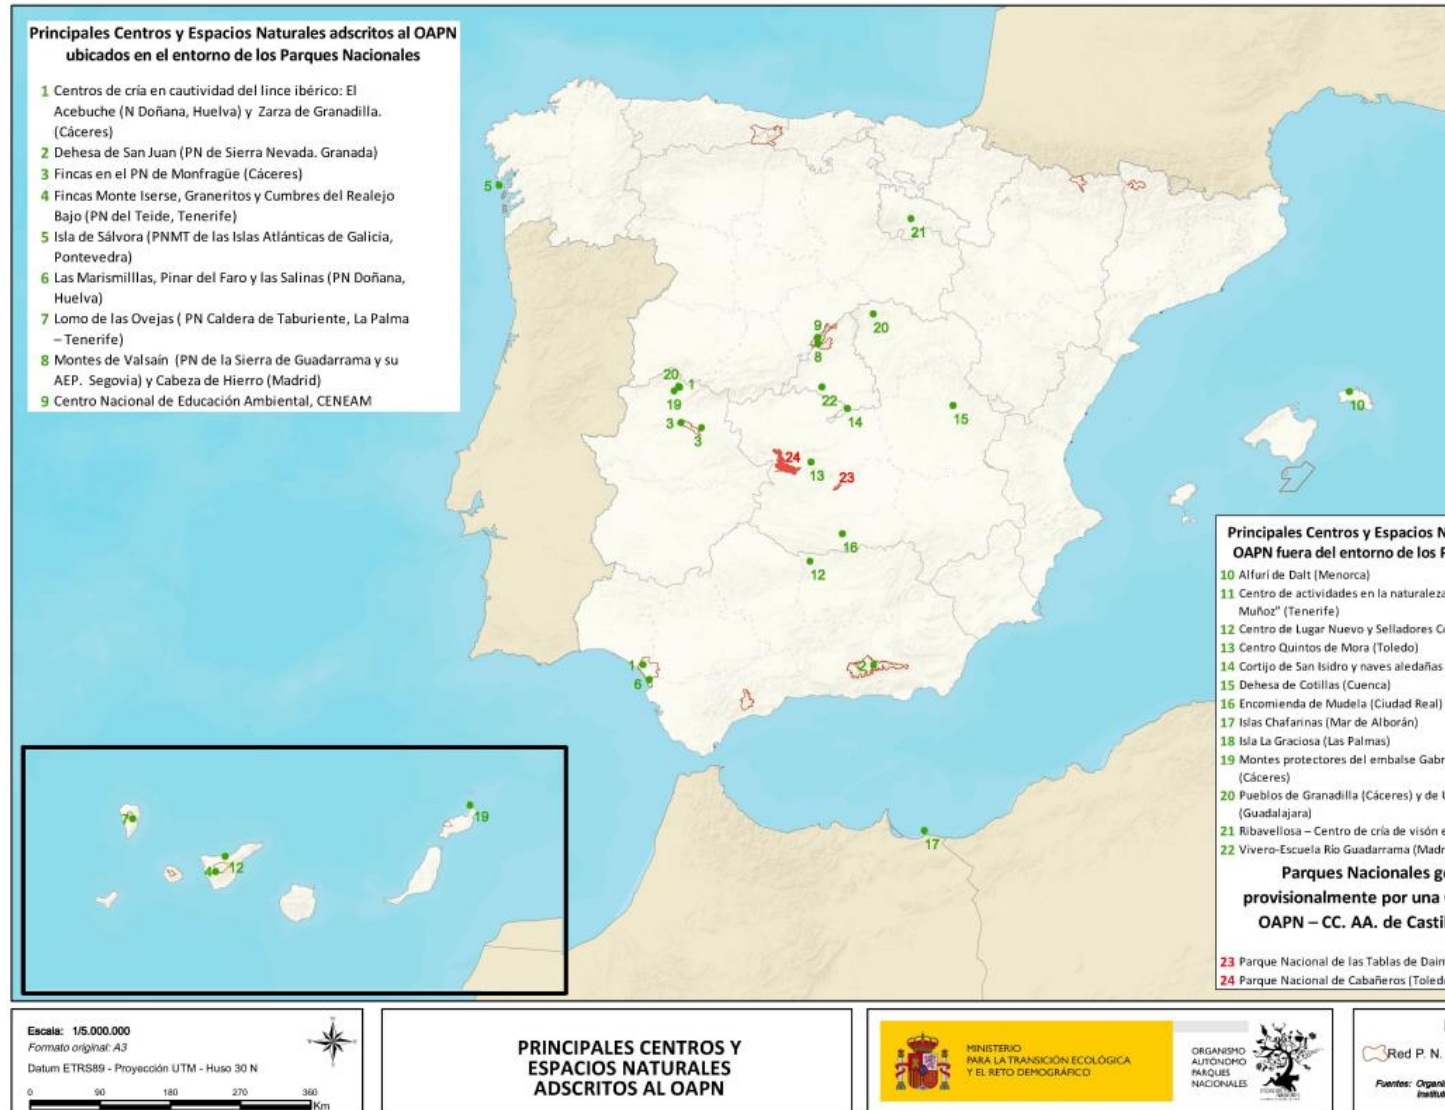 Principales Centros y Espacios Naturales adscritos al OAPN
ubicados en el entorno de los Parques Nacionales
1 Centros de cría en cautividad del lince ibérico: El
Acebuche (N Doñana, Huelva) y Zarza de Granadilla.
(Cáceres)
2 Dehesa de San Juan (PN de Sierra Nevada. Granada)
3 Fincas en el PN de Monfragüe (Cáceres)
4 Fincas Monte Iserse, Graneritos y Cumbres del Realejo
Bajo (PN del Teide, Tenerife)
5 Isla de Sálvora (PNMT de las Islas Atlánticas de Galicia,
Pontevedra)
6 Las Marismilllas, Pinar del Faro y las Salinas (PN Doñana,
Huelva)
7 Lomo de las Ovejas ( PN Caldera de Taburiente, La Palma
– Tenerife)
8 Montes de Valsaín (PN de la Sierra de Guadarrama y su
AEP. Segovia) y Cabeza de Hierro (Madrid)
9 Centro Nacional de Educación Ambiental, CENEAM
5
21
9
20
8
20
1
19
22
14
15
10
3
3
24
13
23
16
12
1
6
2
17
7
19
4
12
Principales Centros y Espacios N
OAPN fuera del entorno de los
10 Alfurí de Dalt (Menorca)
11 Centro de actividades en la naturaleza
Muñoz" (Tenerife)
12 Centro de Lugar Nuevo y Selladores
13 Centro Quintos de Mora (Toledo)
14 Cortijo de San Isidro y naves aledañas
15 Dehesa de Cotillas (Cuenca)
16 Encomienda de Mudela (Ciudad Real)
17 Islas Chafarinas (Mar de Alborán)
18 Isla La Graciosa (Las Palmas)
19 Montes protectores del embalse Gabr
(Cáceres)
20 Pueblos de Granadilla (Cáceres) y de
(Guadalajara)
21 Ribavellosa – Centro de cría de visón e
22 Vivero-Escuela Río Guadarrama (Madr
Parques Nacionales ge
provisionalmente por una
OAPN – CC. AA. de Castil
23 Parque Nacional de las Tablas de Daim
24 Parque Nacional de Cabañeros (Toled
Escala: 1/5.000.000
Formato original: A3
Datum ETRS89 - Proyección UTM - Huso 30 N
0 90 180 270 360
Km
PRINCIPALES CENTROS Y
ESPACIOS NATURALES
ADSCRITOS AL OAPN
MINISTERIO
PARA LA TRANSICIÓN ECOLÓGICA
Y EL RETO DEMOGRÁFICO
ORGANISMO
AUTÓNOMO
PARQUES
NACIONALES
Red P. N.
Fuentes: Organi
Institut